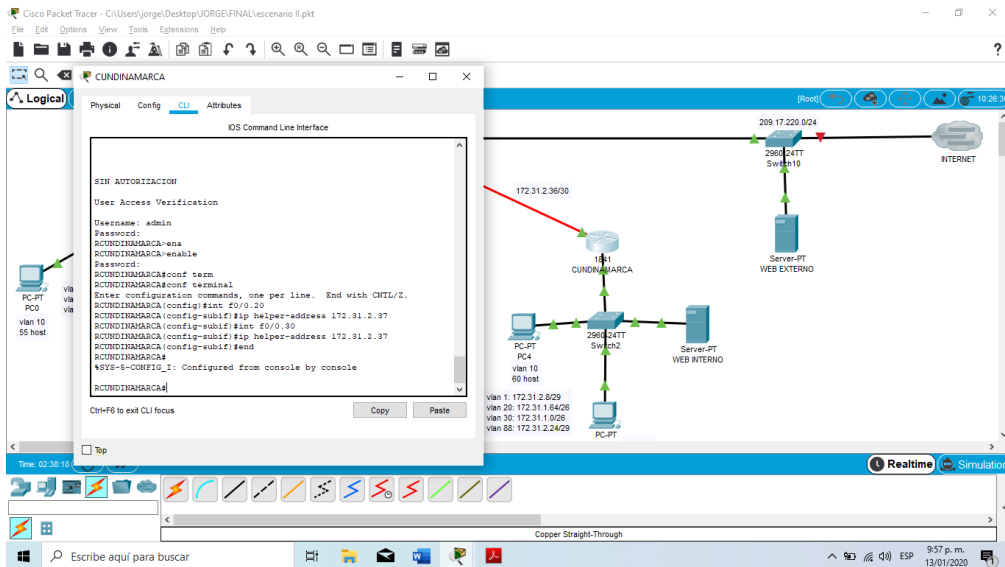 Cisco Packet Tracer - C:\Users\jorge\Desktop\JORGE\FINAL\escenario II.pkt
File Edit Options View Tools Extensions Help
Logical
[Root]
10:26:3
CUNDINAMARCA
Physical Config CLI Attributes
IOS Command Line Interface
SIN AUTORIZACION
User Access Verification
Username: admin
Password:
RCUNDINAMARCA>ena
RCUNDINAMARCA>enable
Password:
RCUNDINAMARCA#conf term
RCUNDINAMARCA#conf terminal
Enter configuration commands, one per line. End with CNTL/Z.
RCUNDINAMARCA(config)#int f0/0.20
RCUNDINAMARCA(config-subif)#ip helper-address 172.31.2.37
RCUNDINAMARCA(config-subif)#int f0/0.30
RCUNDINAMARCA(config-subif)#ip helper-address 172.31.2.37
RCUNDINAMARCA(config-subif)#end
RCUNDINAMARCA#
%SYS-5-CONFIG_I: Configured from console by console
RCUNDINAMARCA#
Ctrl+F6 to exit CLI focus
Copy
Paste
Top
PC-PT
PC0
vlan 10
55 host
vla
vla
vla
209.17.220.0/24
2960-24TT
Switch10
INTERNET
172.31.2.36/30
1841
CUNDINAMARCA
Server-PT
WEB EXTERNO
PC-PT
PC4
vlan 10
60 host
2960-24TT
Switch2
Server-PT
WEB INTERNO
vlan 1: 172.31.2.8/29
vlan 20: 172.31.1.64/26
vlan 30: 172.31.1.0/26
vlan 88: 172.31.2.24/29
PC-PT
Time: 02:38:18
Realtime
Simulation
Copper Straight-Through
Escribe aquí para buscar
ESP
9:57 p. m.
13/01/2020
1